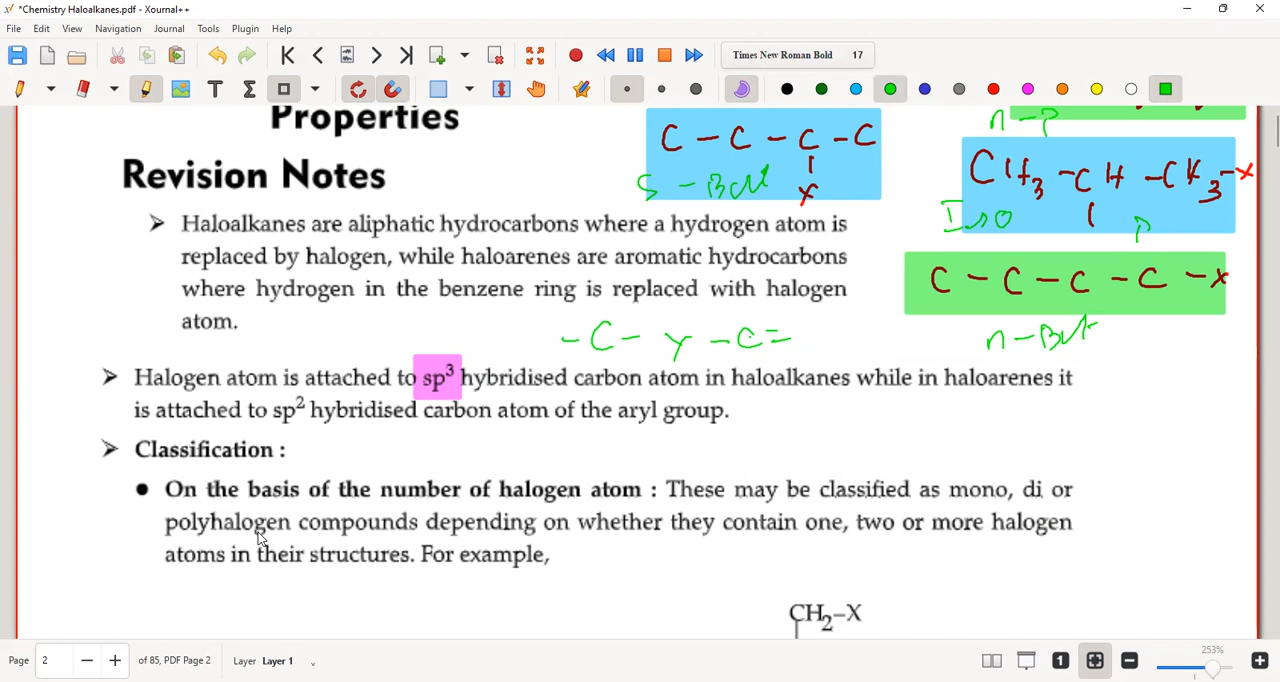 *Chemistry Haloalkanes.pdf - Xournal++
File Edit View Navigation Journal Tools Plugin Help
Times New Roman Bold 17
Properties
Revision Notes
C - C - C - C
X
S - But
n - P
CH3 - CH - CH3 - X
Iso P
➤ Haloalkanes are aliphatic hydrocarbons where a hydrogen atom is
replaced by halogen, while haloarenes are aromatic hydrocarbons
where hydrogen in the benzene ring is replaced with halogen
atom.
C - C - C - C - X
n - But
- C - Y - C =
➤ Halogen atom is attached to sp³ hybridised carbon atom in haloalkanes while in haloarenes it
is attached to sp² hybridised carbon atom of the aryl group.
➤ Classification :
● On the basis of the number of halogen atom : These may be classified as mono, di or
polyhalogen compounds depending on whether they contain one, two or more halogen
atoms in their structures. For example,
CH2–X
Page 2 of 85, PDF Page 2 Layer Layer 1 253%